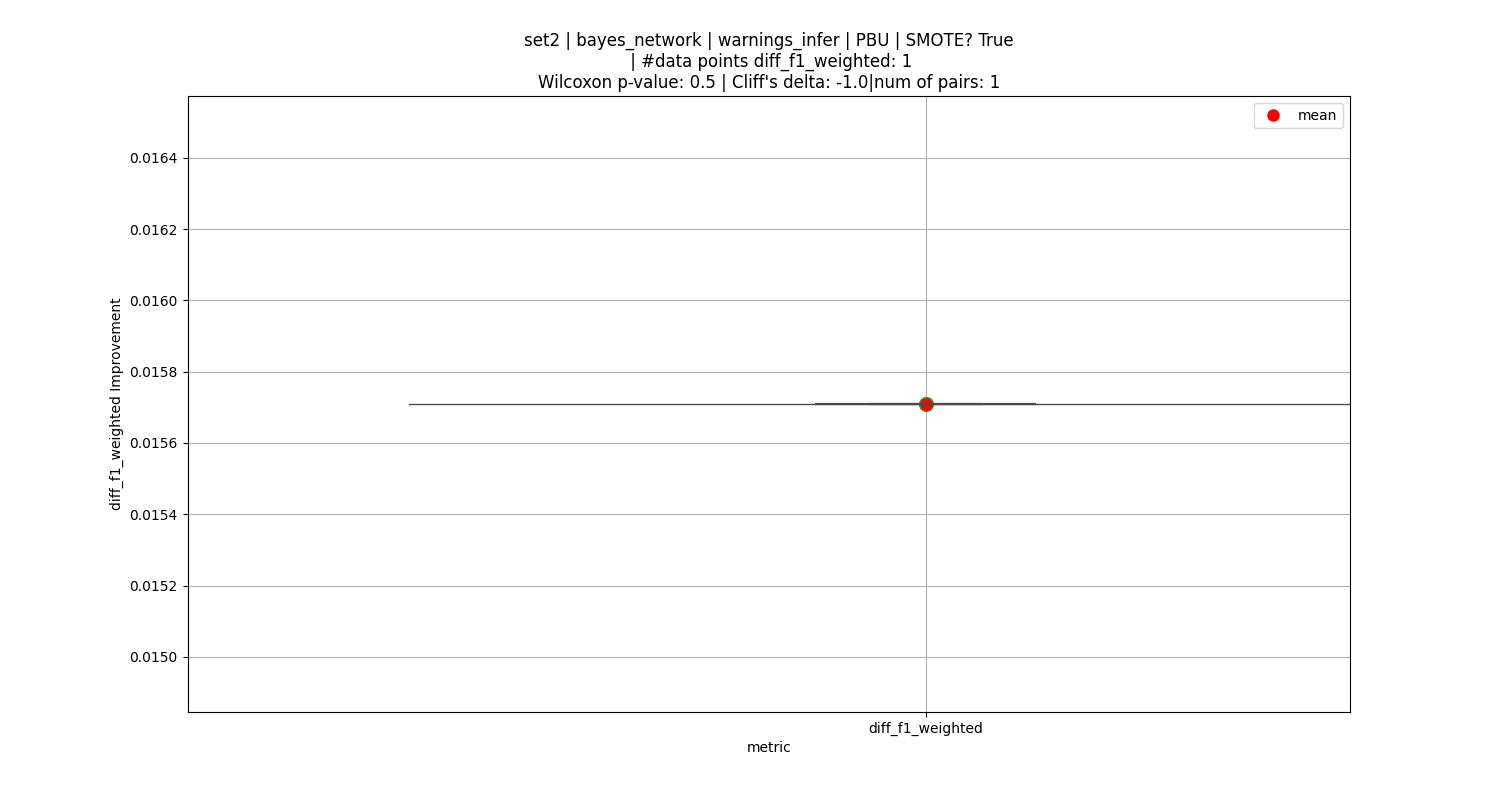 set2 | bayes_network | warnings_infer | PBU | SMOTE? True
| #data points diff_f1_weighted: 1
Wilcoxon p-value: 0.5 | Cliff's delta: -1.0|num of pairs: 1
mean
0.0164
0.0162
0.0160
0.0158
0.0156
0.0154
0.0152
0.0150
diff_f1_weighted Improvement
diff_f1_weighted
metric